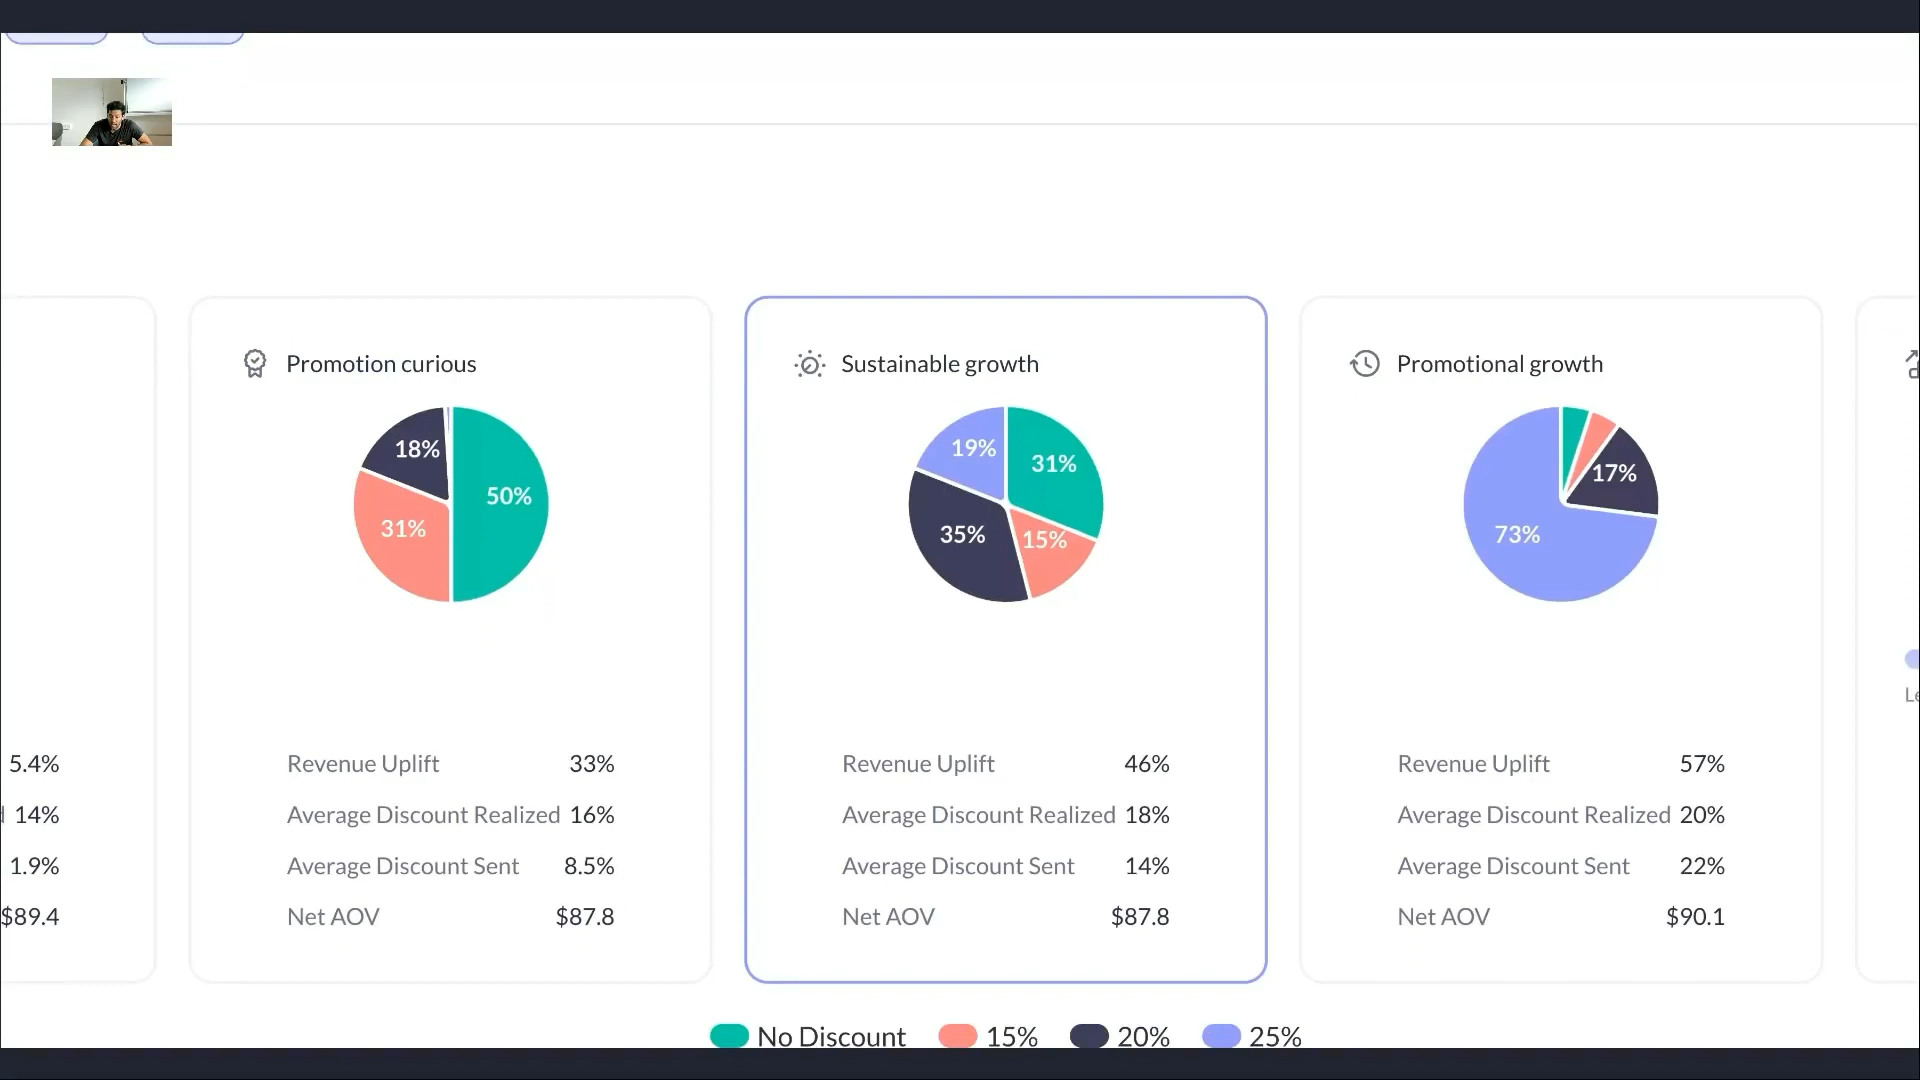 Promotion curious
Sustainable growth
Promotional growth
18%
50%
31%
19%
31%
35%
15%
17%
73%
Le
5.4%
Revenue Uplift 33%
Revenue Uplift 46%
Revenue Uplift 57%
d 14%
Average Discount Realized 16%
Average Discount Realized 18%
Average Discount Realized 20%
1.9%
Average Discount Sent 8.5%
Average Discount Sent 14%
Average Discount Sent 22%
$89.4
Net AOV $87.8
Net AOV $87.8
Net AOV $90.1
No Discount 15% 20% 25%